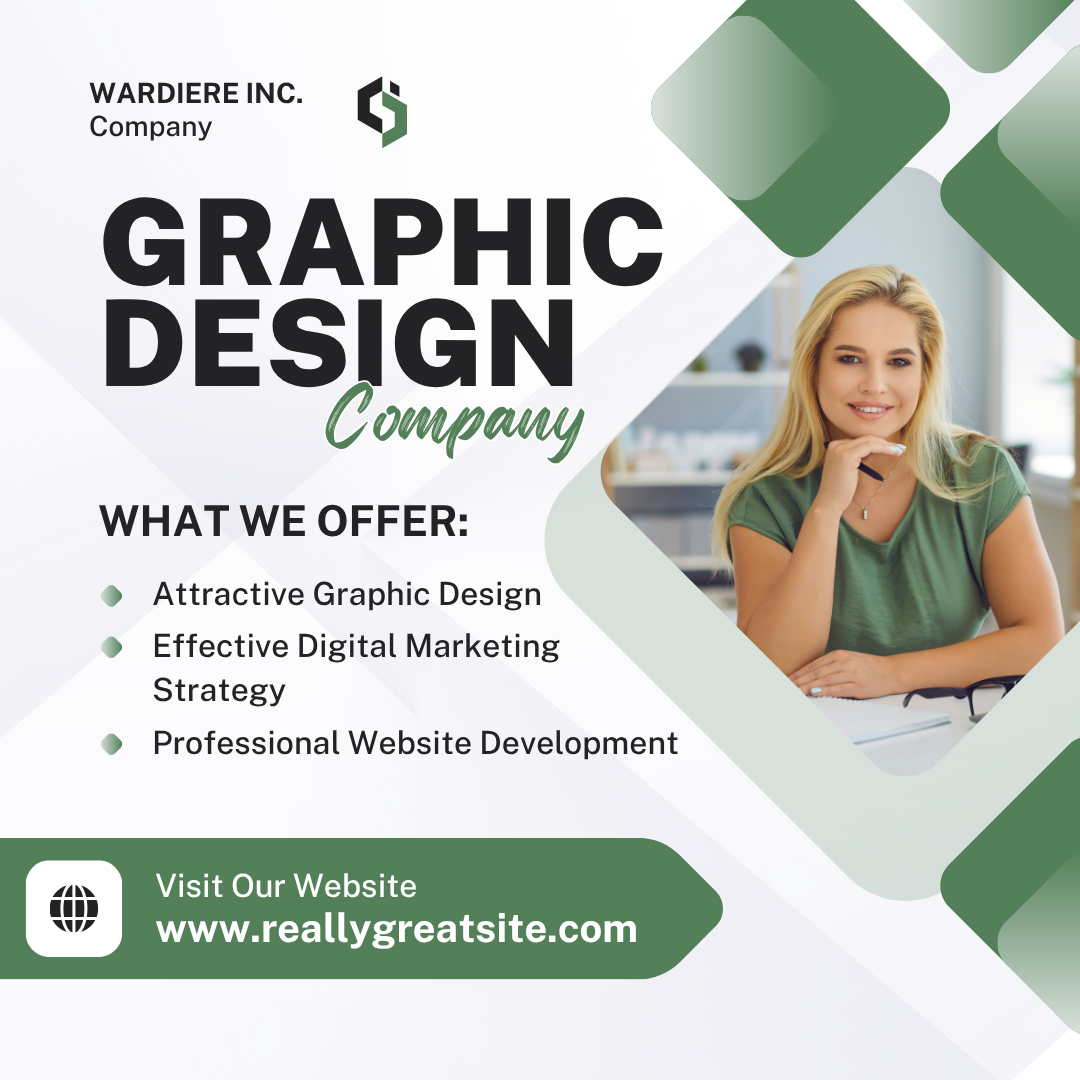 WARDIERE INC.
Company
GRAPHIC
DESIGN
Company
WHAT WE OFFER:
Attractive Graphic Design
Effective Digital Marketing
Strategy
Professional Website Development
Visit Our Website
www.reallygreatsite.com